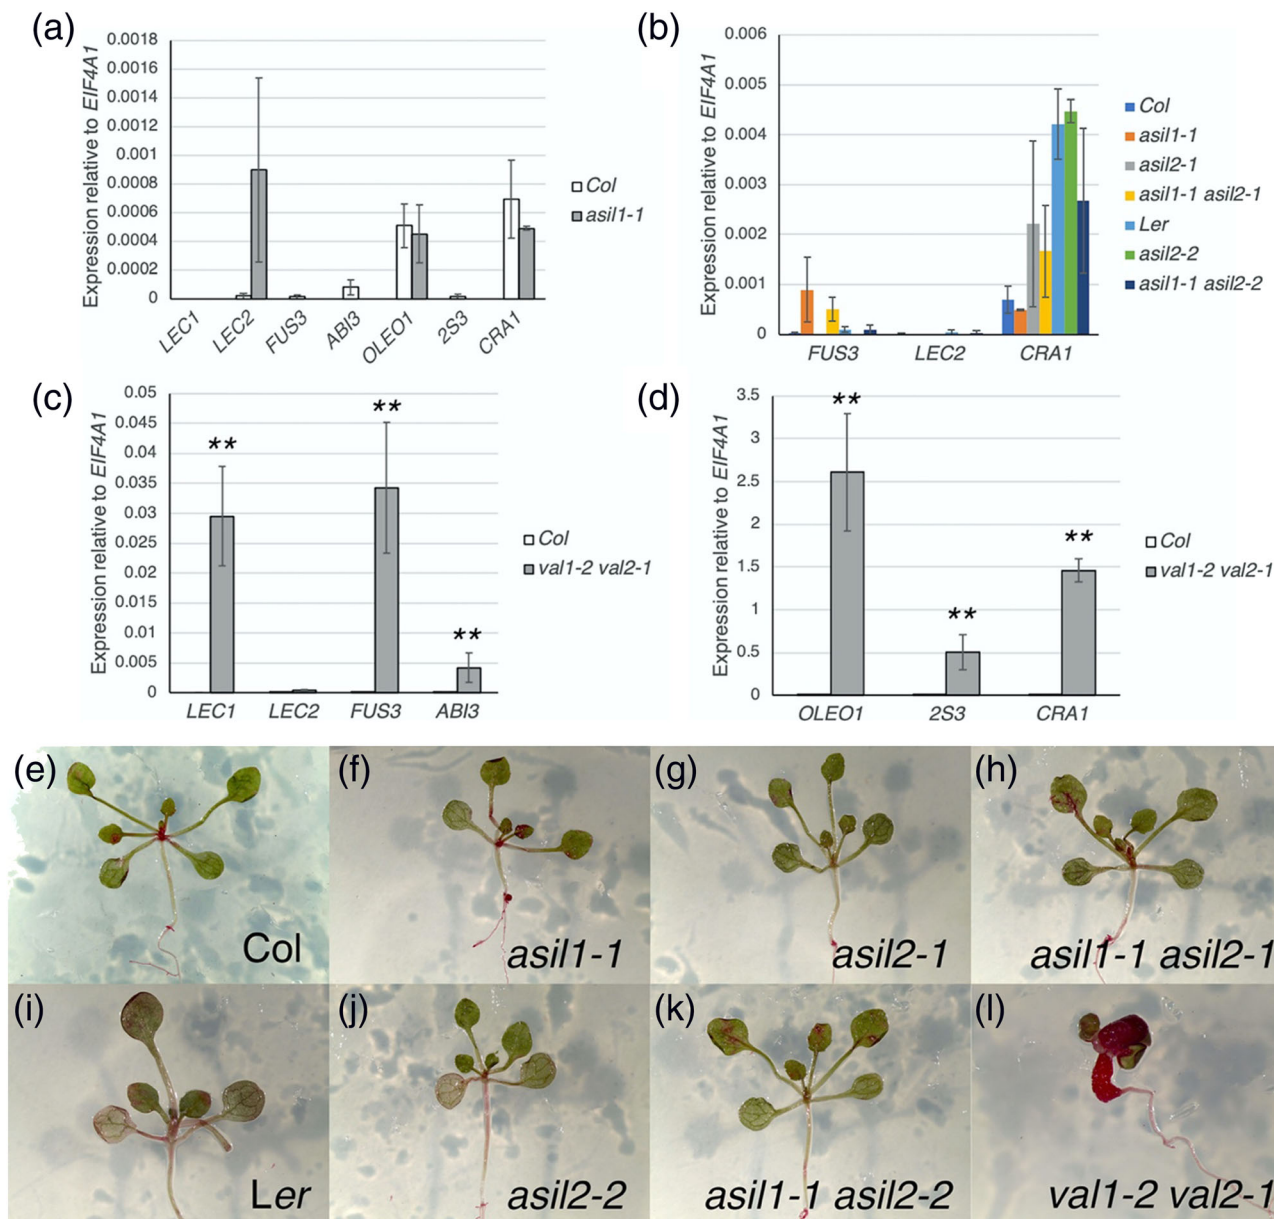 (a)
Expression relative to EIF4A1
0.0018
0.0016
0.0014
0.0012
0.001
0.0008
0.0006
0.0004
0.0002
0
LEC1
LEC2
FUS3
ABI3
OLEO1
2S3
CRA1
Col
asil1-1
(b)
Expression relative to EIF4A1
0.006
0.005
0.004
0.003
0.002
0.001
0
FUS3
LEC2
CRA1
Col
asil1-1
asil2-1
asil1-1 asil2-1
Ler
asil2-2
asil1-1 asil2-2
(c)
Expression relative to EIF4A1
0.05
0.045
0.04
0.035
0.03
0.025
0.02
0.015
0.01
0.005
0
**
**
**
LEC1
LEC2
FUS3
ABI3
Col
val1-2 val2-1
(d)
Expression relative to EIF4A1
3.5
3
2.5
2
1.5
1
0.5
0
**
**
**
OLEO1
2S3
CRA1
Col
val1-2 val2-1
(e)
Col
(f)
asil1-1
(g)
asil2-1
(h)
asil1-1 asil2-1
(i)
Ler
(j)
asil2-2
(k)
asil1-1 asil2-2
(l)
val1-2 val2-1